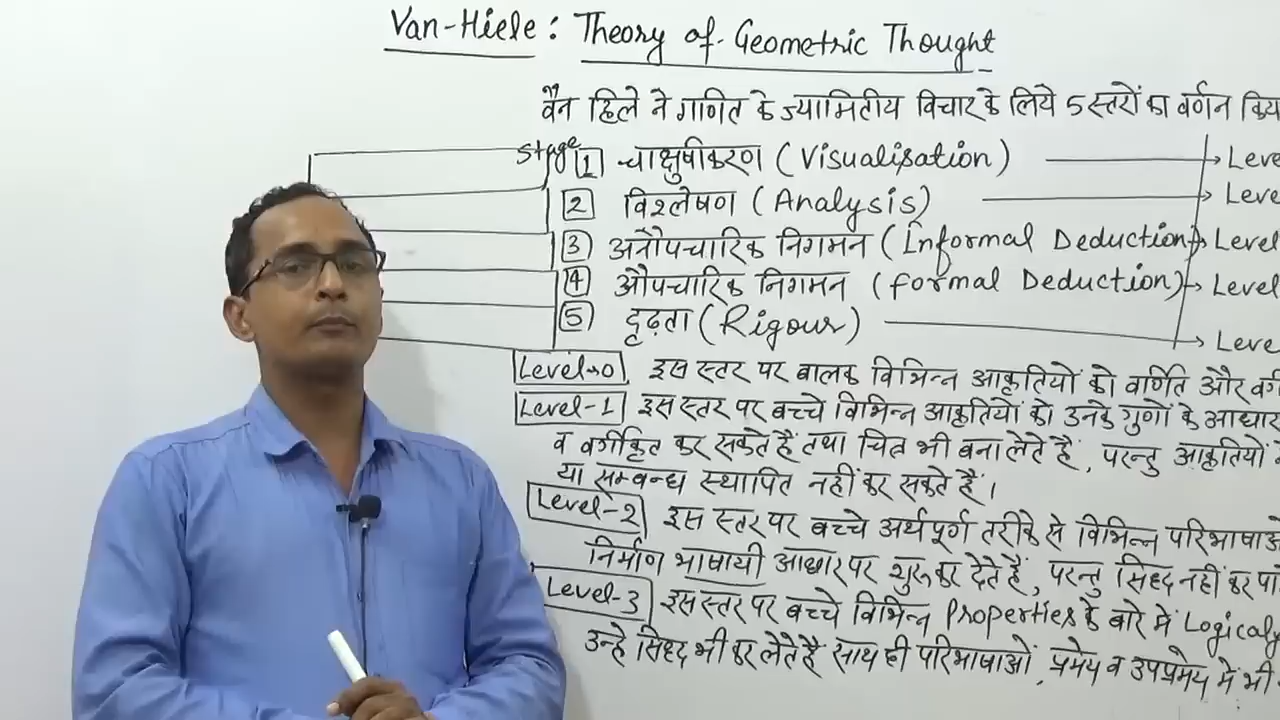 Van-Hiele : Theory of Geometric Thought
वैन हिले ने गणित के ज्यामितीय विचार के लिये 5 स्तरों का वर्णन किय
stage 1 चाक्षुषीकरण (Visualisation) → Leve
2 विश्लेषण (Analysis) → Leve
3 अनौपचारिक निगमन (Informal Deduction) → Level
4 औपचारिक निगमन (formal Deduction) → Level
5 दृढ़ता (Rigour) → Leve
Level→0 इस स्तर पर बालक विभिन्न आकृतियों को वर्णित और वर्ग
Level-1 इस स्तर पर बच्चे विभिन्न आकृतियों को उनके गुणों के आधार
व वर्गीकृत कर सकते हैं तथा चित्र भी बना लेते हैं, परन्तु आकृतियों
या सम्बन्ध स्थापित नहीं कर सकते हैं।
Level-2 इस स्तर पर बच्चे अर्थपूर्ण तरीके से विभिन्न परिभाषाओ
निर्माण भाषायी आधार पर शुरू कर देते हैं, परन्तु सिद्ध नहीं कर पा
Level-3 इस स्तर पर बच्चे विभिन्न Properties के बारे में Logicaly
उन्हे सिद्ध भी कर लेते है साथ ही परिभाषाओं, प्रमेय व उपप्रमेय में भी